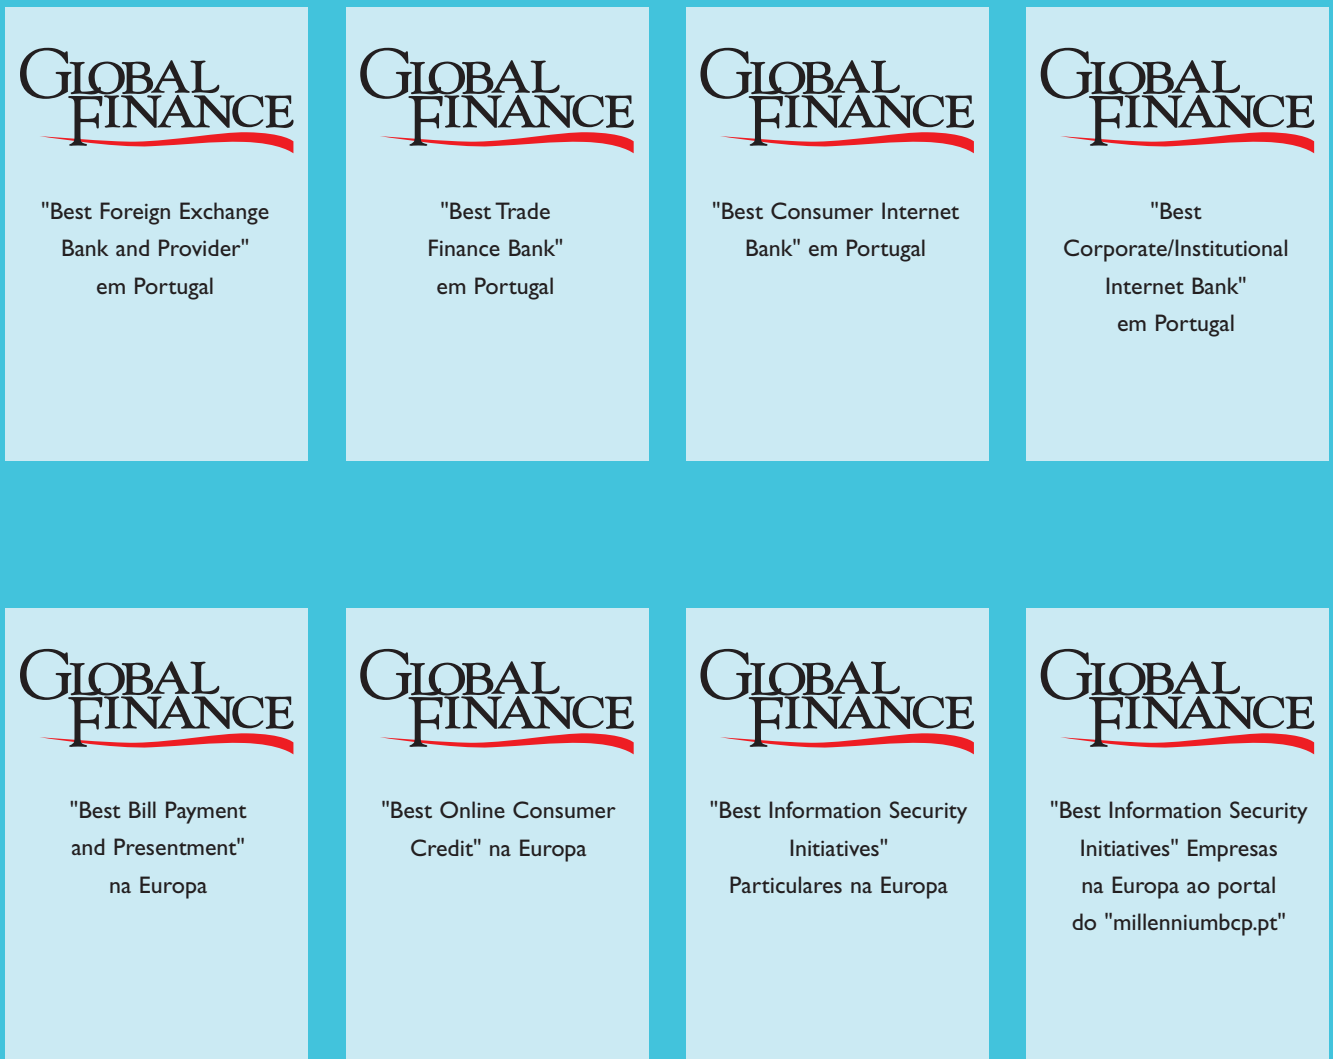 GLOBAL
FINANCE
"Best Foreign Exchange
Bank and Provider"
em Portugal
GLOBAL
FINANCE
"Best Trade
Finance Bank"
em Portugal
GLOBAL
FINANCE
"Best Consumer Internet
Bank" em Portugal
GLOBAL
FINANCE
"Best
Corporate/Institutional
Internet Bank"
em Portugal
GLOBAL
FINANCE
"Best Bill Payment
and Presentment"
na Europa
GLOBAL
FINANCE
"Best Online Consumer
Credit" na Europa
GLOBAL
FINANCE
"Best Information Security
Initiatives"
Particulares na Europa
GLOBAL
FINANCE
"Best Information Security
Initiatives" Empresas
na Europa ao portal
do "millenniumbcp.pt"